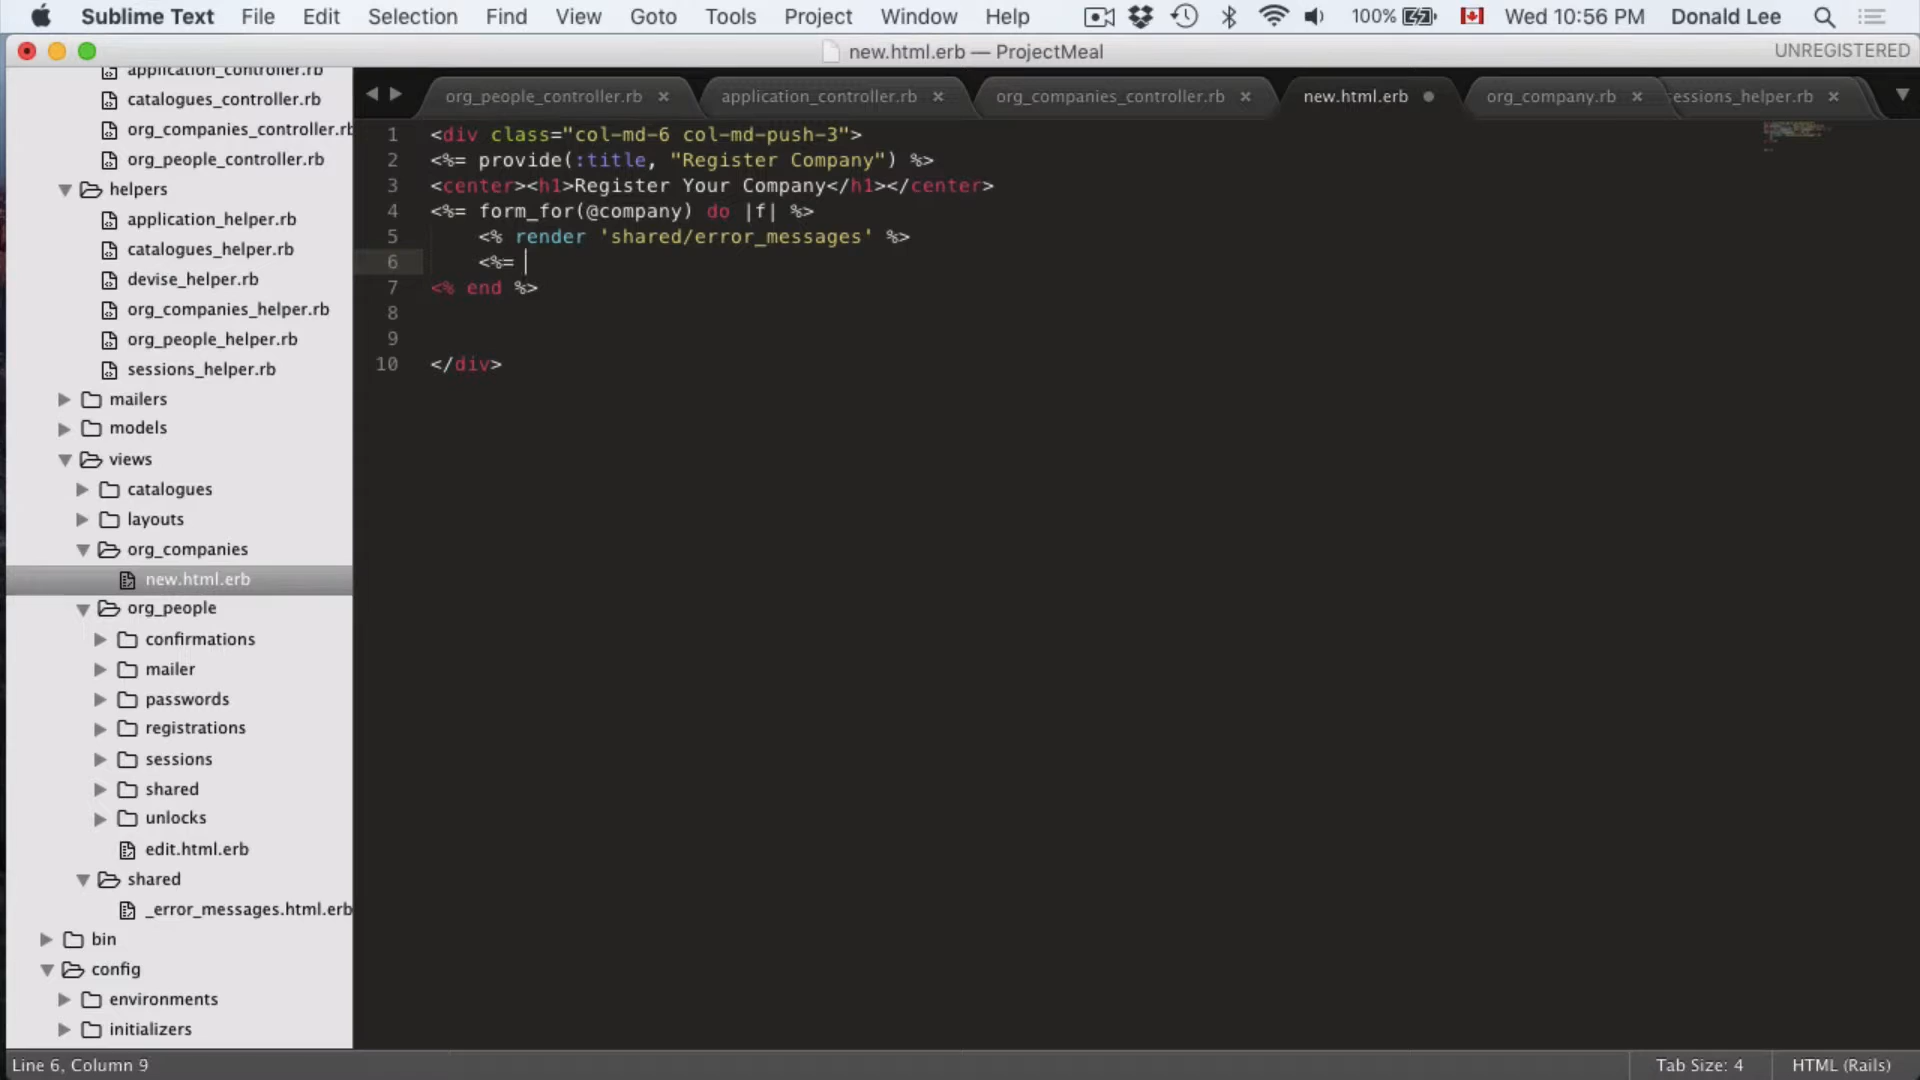 Sublime Text File Edit Selection Find View Goto Tools Project Window Help 100% Wed 10:56 PM Donald Lee
new.html.erb — ProjectMeal UNREGISTERED
org_people_controller.rb × application_controller.rb × org_companies_controller.rb × new.html.erb org_company.rb × essions_helper.rb ×
application_controller.rb
catalogues_controller.rb
org_companies_controller.rb
org_people_controller.rb
helpers
application_helper.rb
catalogues_helper.rb
devise_helper.rb
org_companies_helper.rb
org_people_helper.rb
sessions_helper.rb
mailers
models
views
catalogues
layouts
org_companies
new.html.erb
org_people
confirmations
mailer
passwords
registrations
sessions
shared
unlocks
edit.html.erb
shared
_error_messages.html.erb
bin
config
environments
initializers
1 <div class="col-md-6 col-md-push-3">
2 <%= provide(:title, "Register Company") %>
3 <center><h1>Register Your Company</h1></center>
4 <%= form_for(@company) do |f| %>
5 <% render 'shared/error_messages' %>
6 <%=
7 <% end %>
8
9
10 </div>
Line 6, Column 9 Tab Size: 4 HTML (Rails)